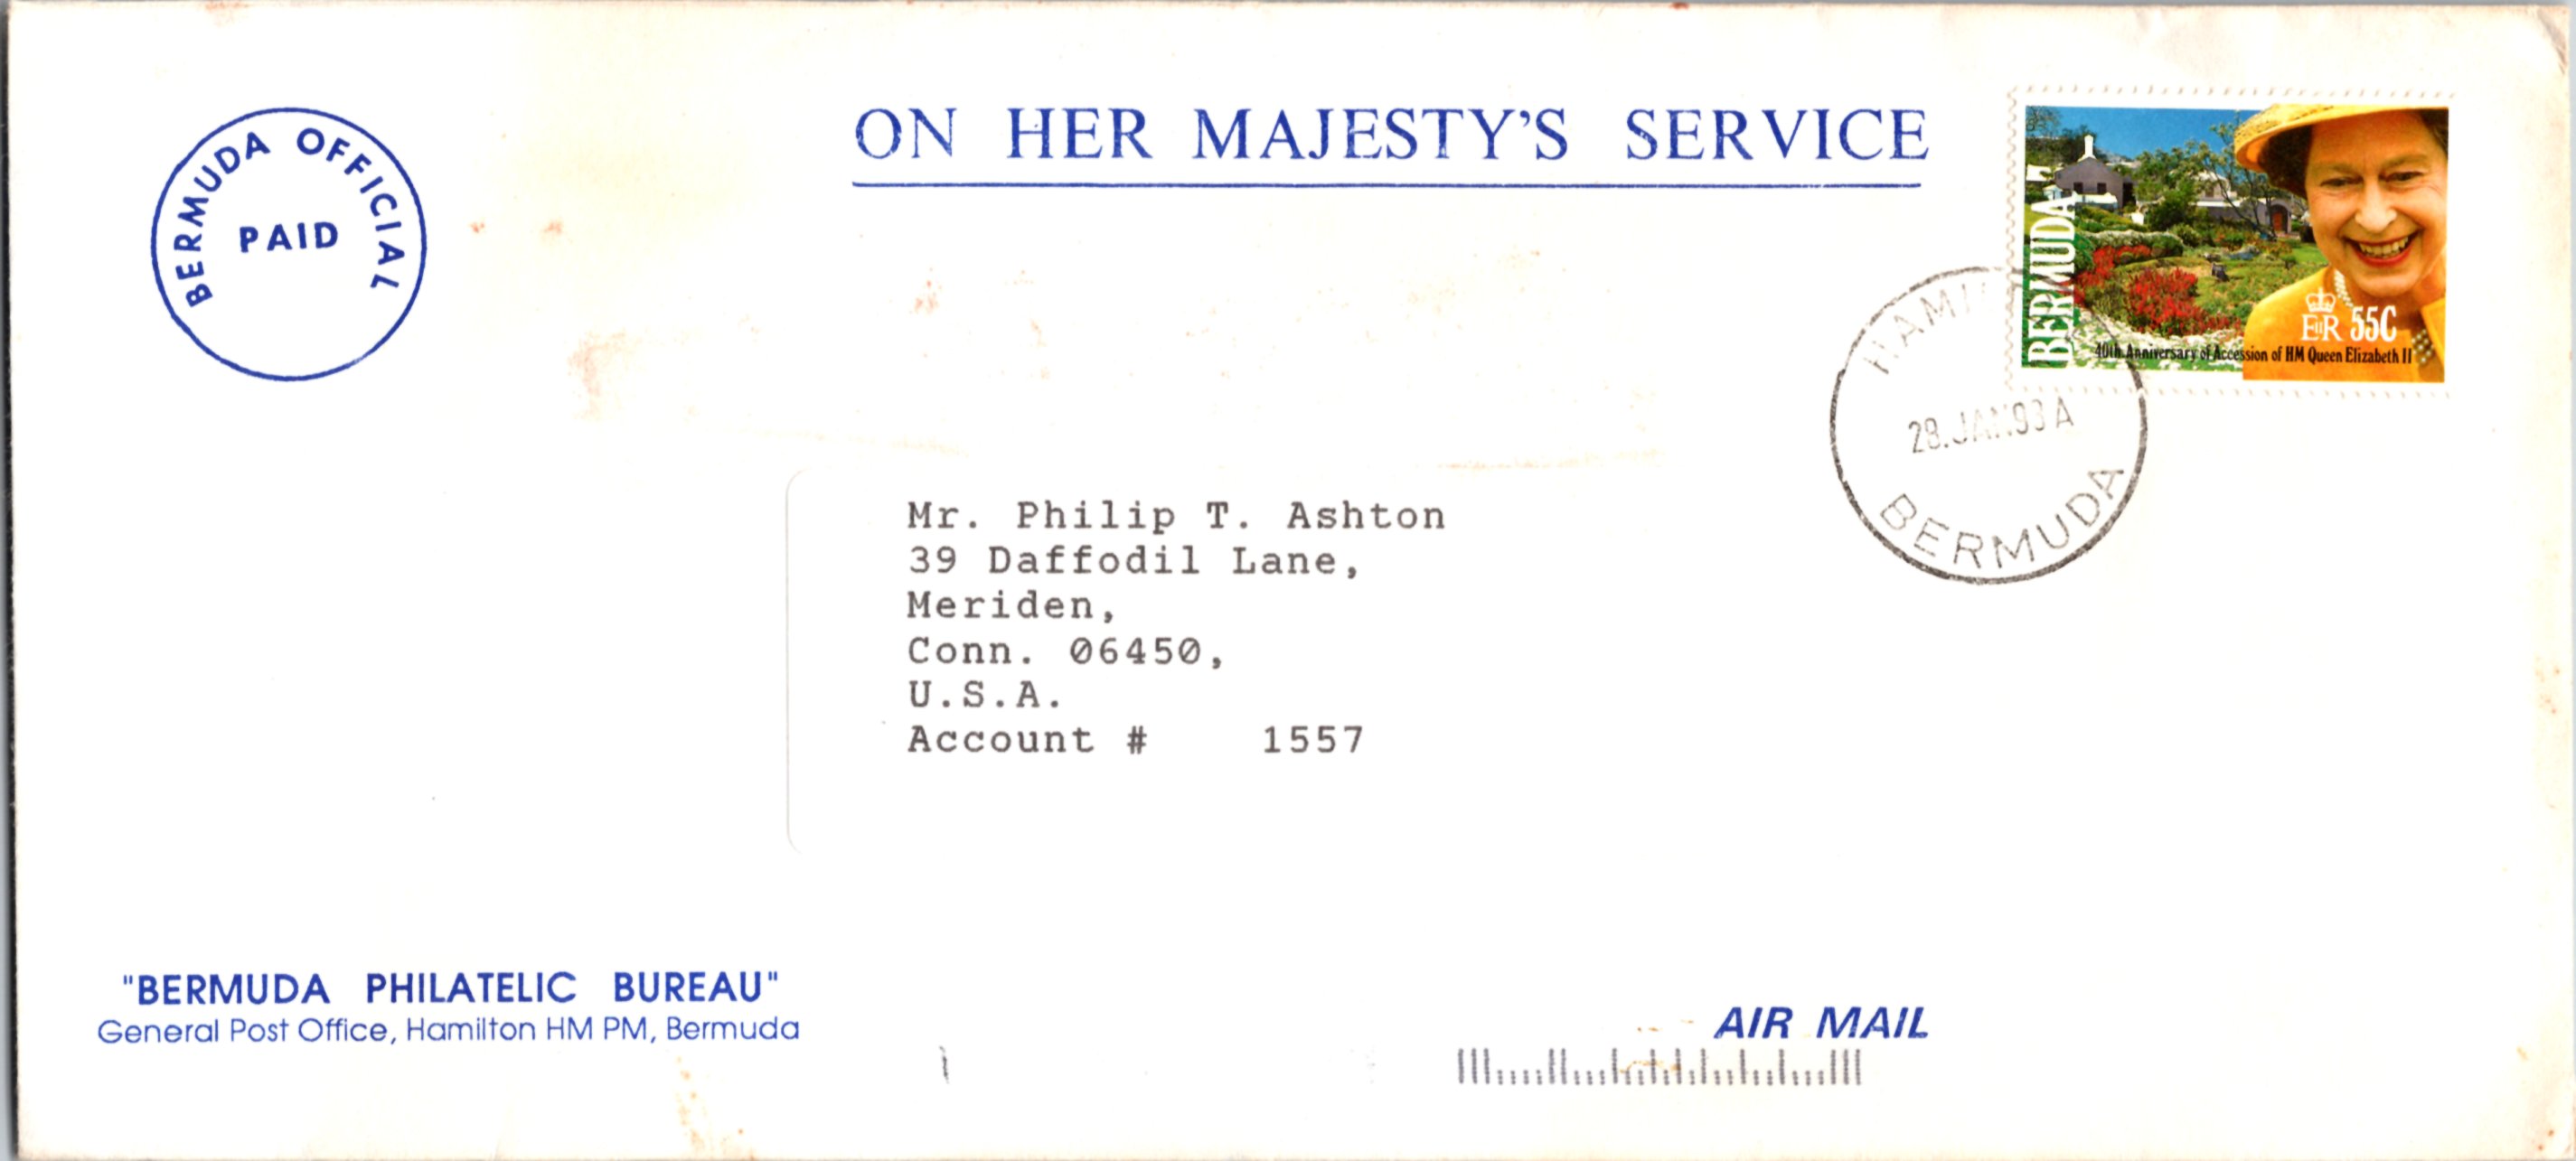 BERMUDA OFFICIAL
PAID
ON HER MAJESTY'S SERVICE
BERMUDA
EIIR 55C
40th Anniversary of Accession of HM Queen Elizabeth II
28.JAN.93 A
BERMUDA
Mr. Philip T. Ashton
39 Daffodil Lane,
Meriden,
Conn. 06450,
U.S.A.
Account # 1557
"BERMUDA PHILATELIC BUREAU"
General Post Office, Hamilton HM PM, Bermuda
AIR MAIL